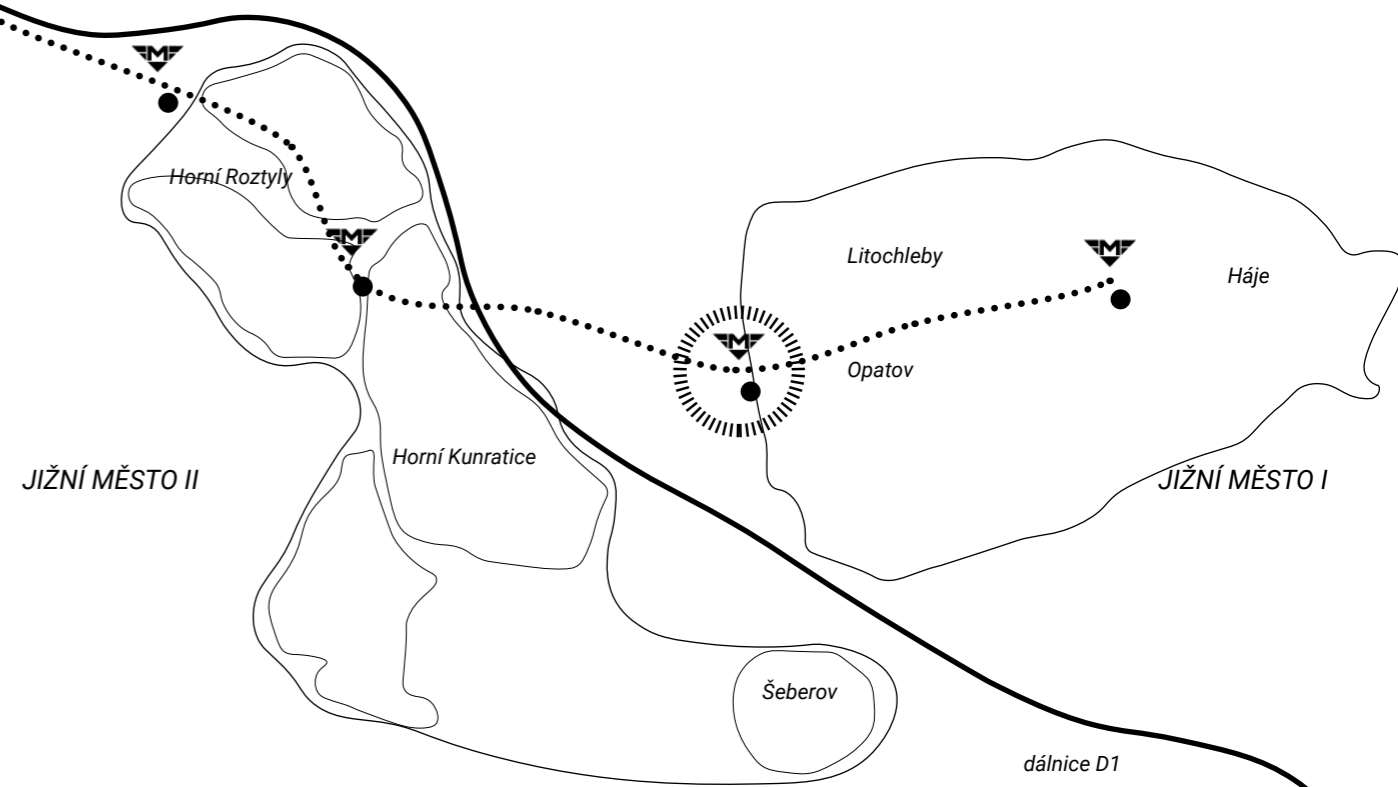 M
Horní Roztyly
M
M
Litochleby
Háje
M
Opatov
Horní Kunratice
JIŽNÍ MĚSTO II
JIŽNÍ MĚSTO I
Šeberov
dálnice D1